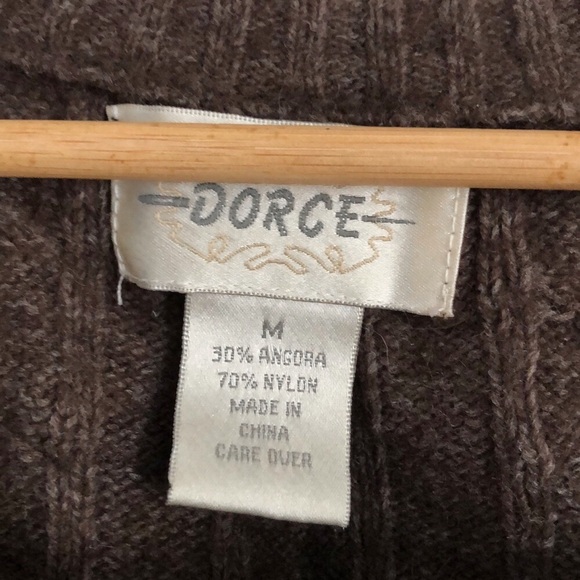 DORCE
M
30% ANGORA
70% NYLON
MADE IN
CHINA
CARE OVER